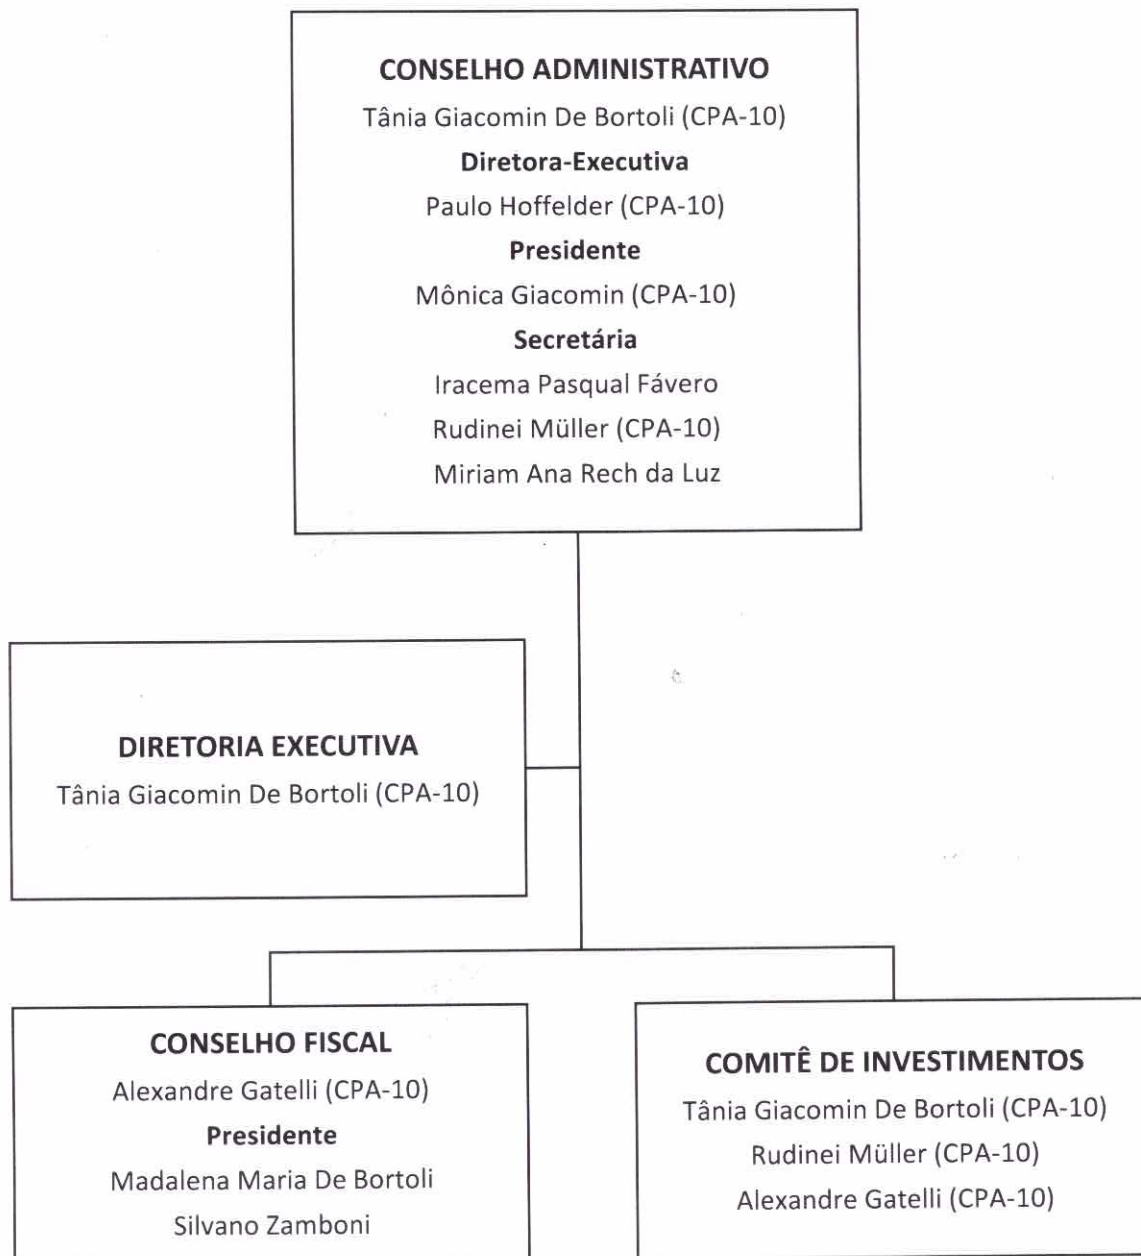 CONSELHO ADMINISTRATIVO
Tânia Giacomin De Bortoli (CPA-10)
Diretora-Executiva
Paulo Hoffelder (CPA-10)
Presidente
Mônica Giacomin (CPA-10)
Secretária
Iracema Pasqual Fávero
Rudinei Müller (CPA-10)
Miriam Ana Rech da Luz
DIRETORIA EXECUTIVA
Tânia Giacomin De Bortoli (CPA-10)
CONSELHO FISCAL
Alexandre Gatelli (CPA-10)
Presidente
Madalena Maria De Bortoli
Silvano Zamboni
COMITÊ DE INVESTIMENTOS
Tânia Giacomin De Bortoli (CPA-10)
Rudinei Müller (CPA-10)
Alexandre Gatelli (CPA-10)